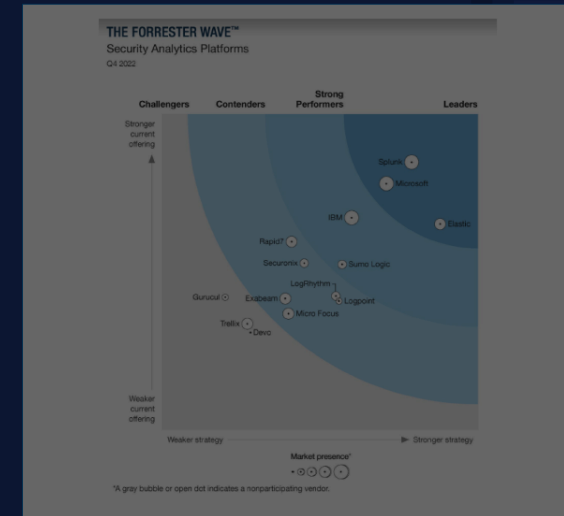 THE FORRESTER WAVE™
Security Analytics Platforms
Q4 2022
Challengers
Contenders
Strong
Performers
Leaders
Stronger
current
offering
Splunk
Microsoft
IBM
Elastic
Rapid7
Securonix
Sumo Logic
LogRhythm
Gurucul
Exabeam
Logpoint
Micro Focus
Trellix
Devo
Weaker
current
offering
Weaker strategy
Stronger strategy
Market presence*
*A gray bubble or open dot indicates a nonparticipating vendor.